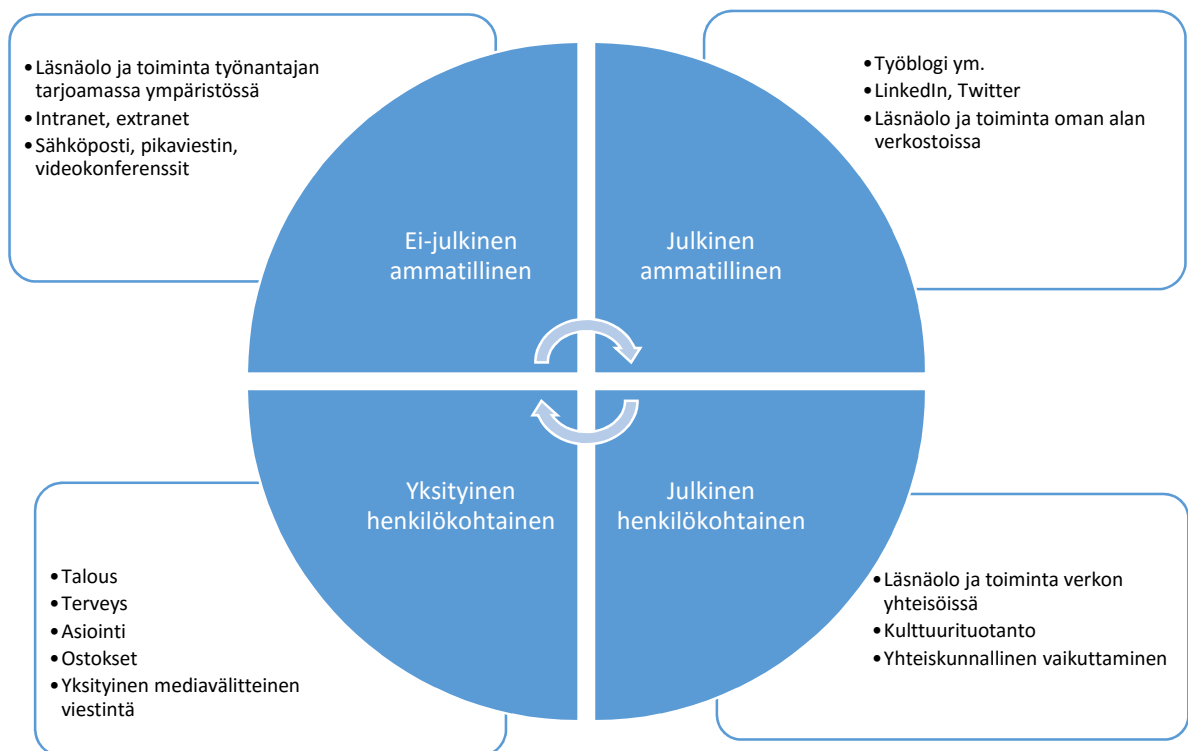 •Läsnäolo ja toiminta työnantajan
tarjoamassa ympäristössä
•Intranet, extranet
•Sähköposti, pikaviestin,
videokonferenssit
•Työblogi ym.
•LinkedIn, Twitter
•Läsnäolo ja toiminta oman alan
verkostoissa
Ei-julkinen
ammatillinen
Julkinen
ammatillinen
Yksityinen
henkilökohtainen
Julkinen
henkilökohtainen
•Talous
•Terveys
•Asiointi
•Ostokset
•Yksityinen mediavälitteinen
viestintä
•Läsnäolo ja toiminta verkon
yhteisöissä
•Kulttuurituotanto
•Yhteiskunnallinen vaikuttaminen